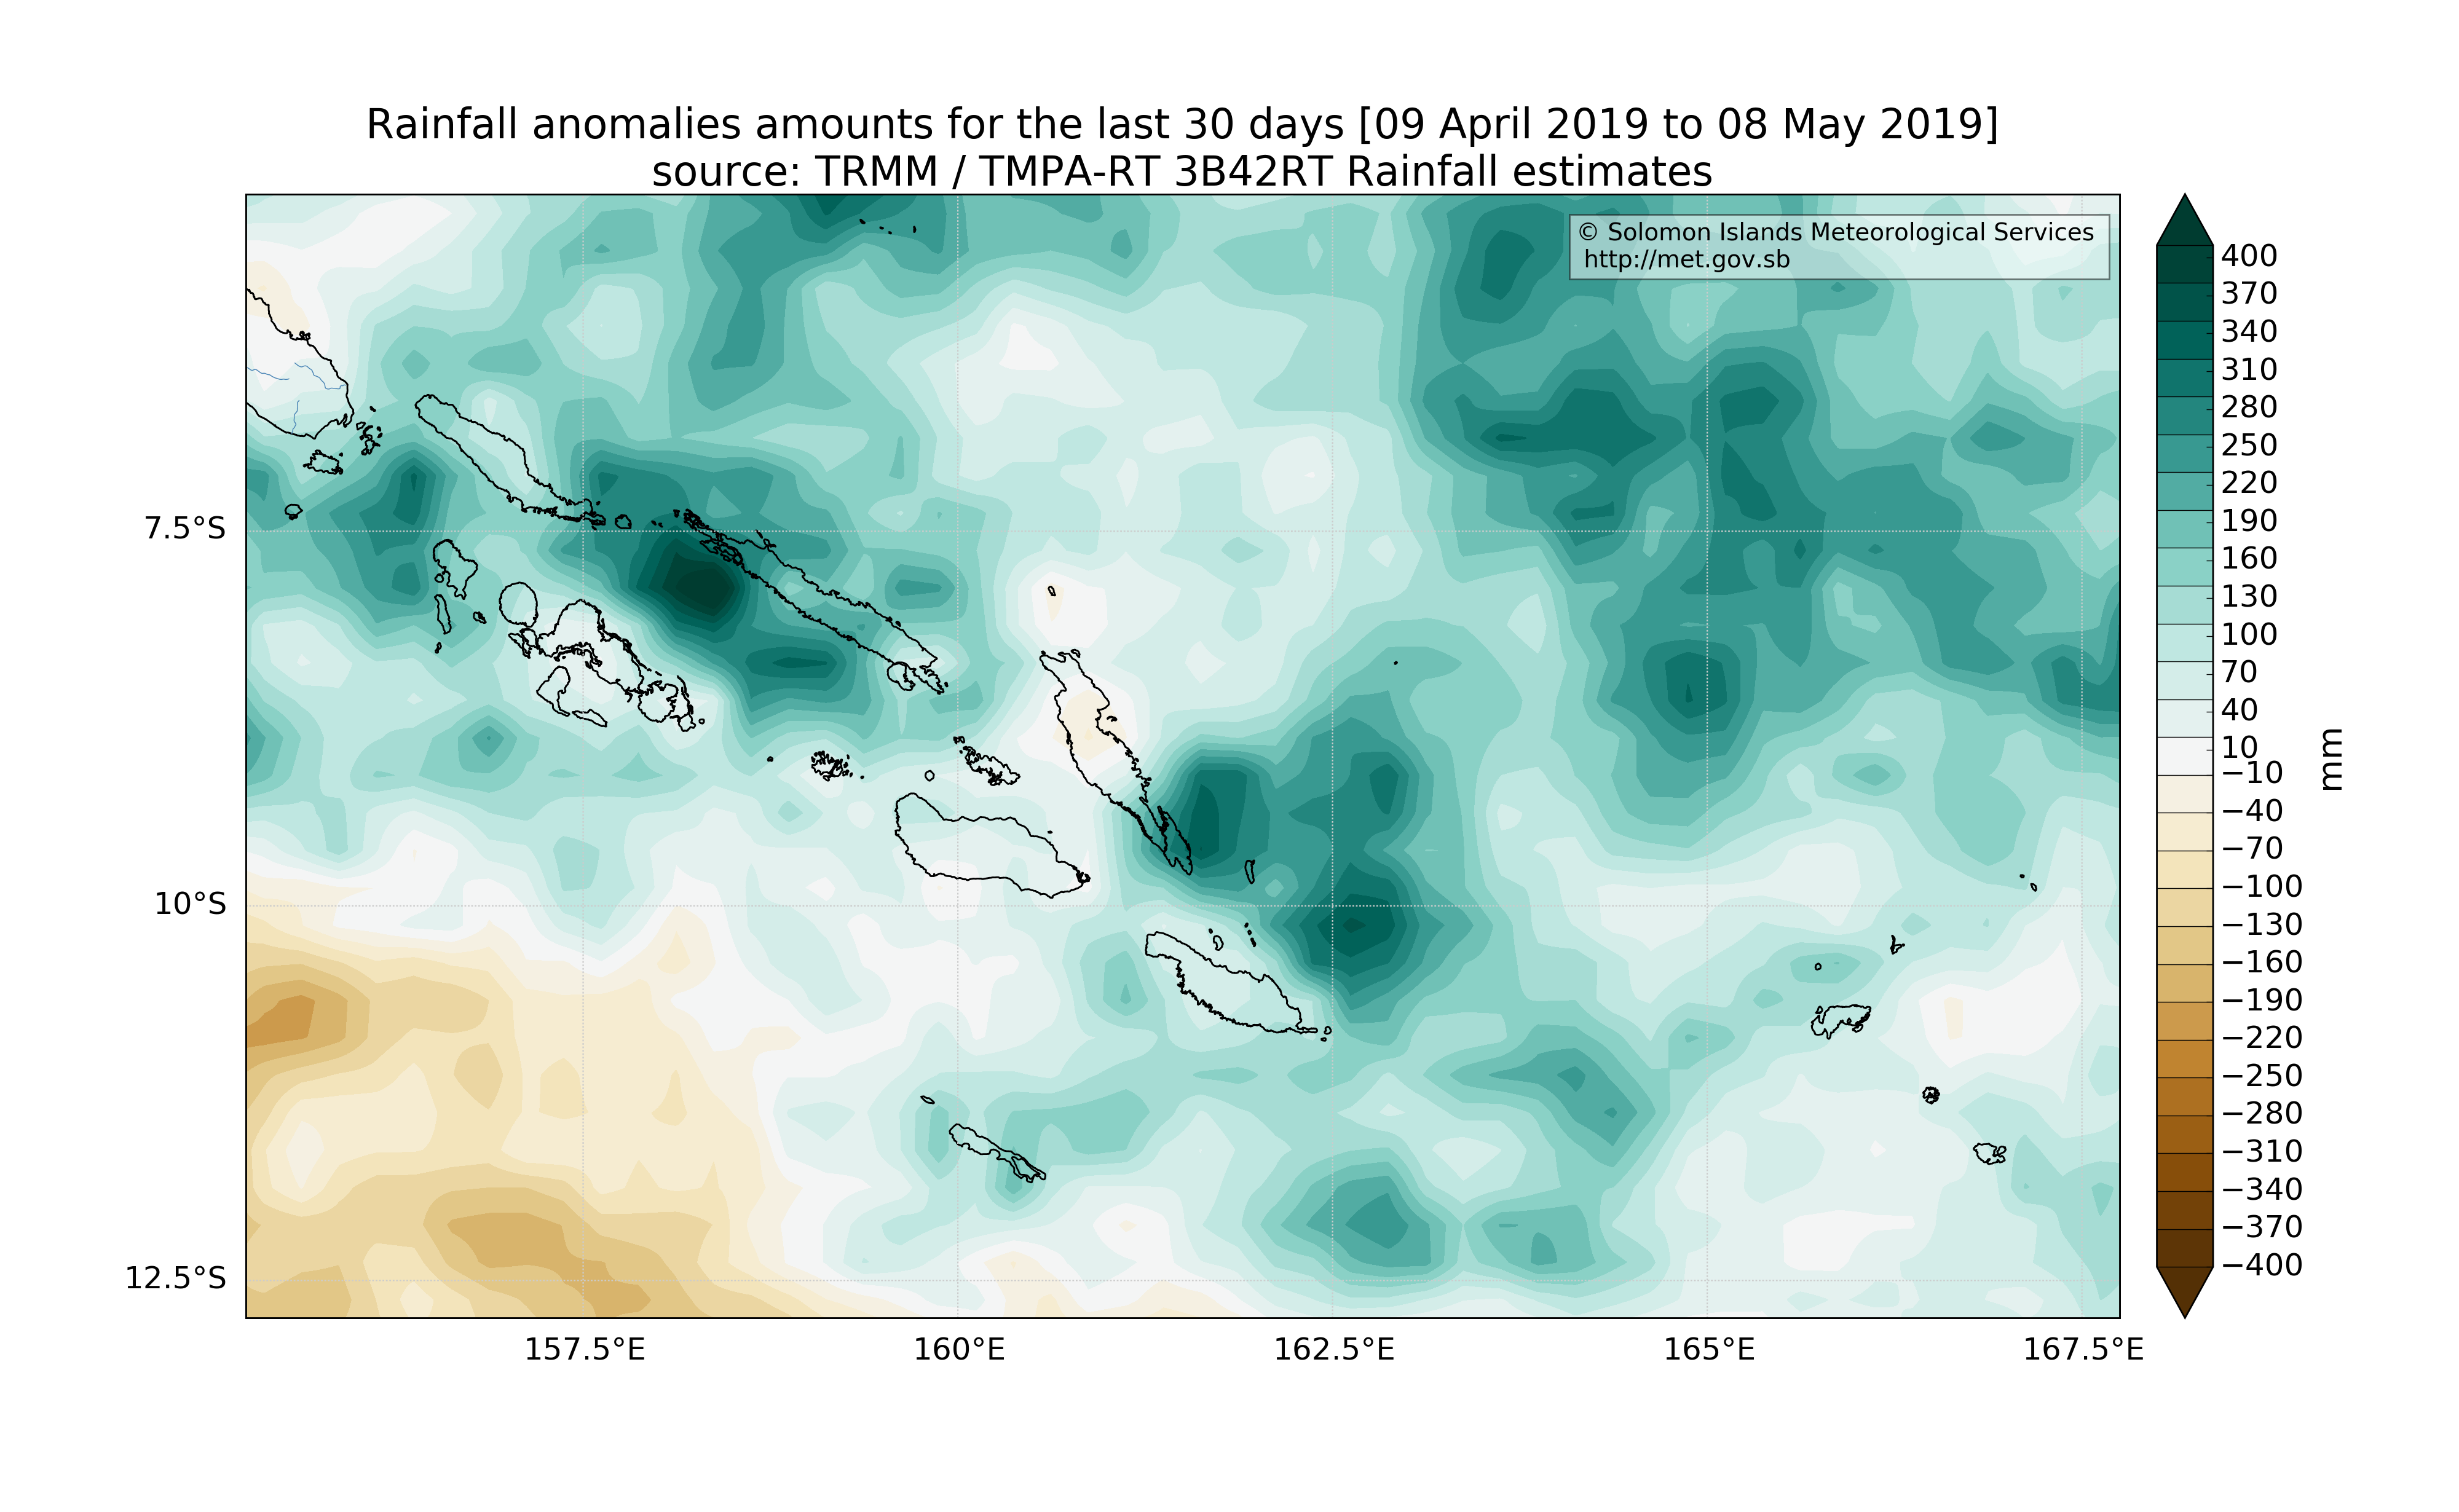 Rainfall anomalies amounts for the last 30 days [09 April 2019 to 08 May 2019]
source: TRMM / TMPA-RT 3B42RT Rainfall estimates
© Solomon Islands Meteorological Services
http://met.gov.sb
7.5°S
10°S
12.5°S
157.5°E
160°E
162.5°E
165°E
167.5°E
400
370
340
310
280
250
220
190
160
130
100
70
40
10
−10
−40
−70
−100
−130
−160
−190
−220
−250
−280
−310
−340
−370
−400
mm